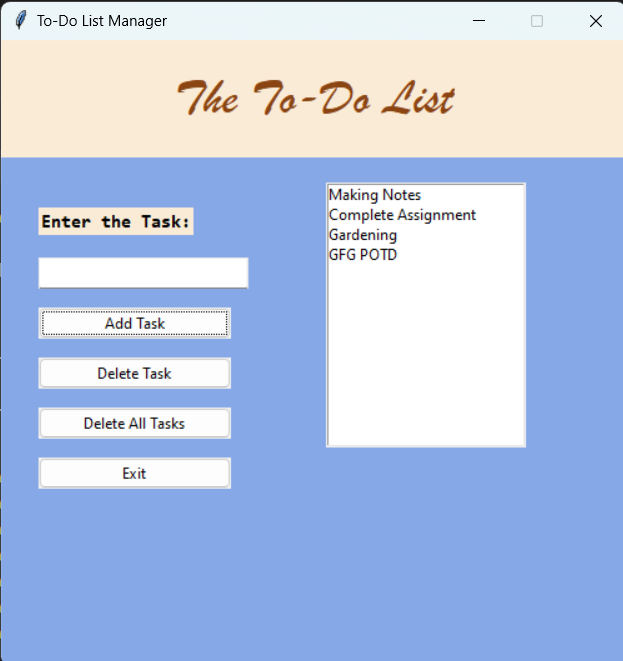 To-Do List Manager
The To-Do List
Enter the Task:
Add Task
Delete Task
Delete All Tasks
Exit
Making Notes
Complete Assignment
Gardening
GFG POTD